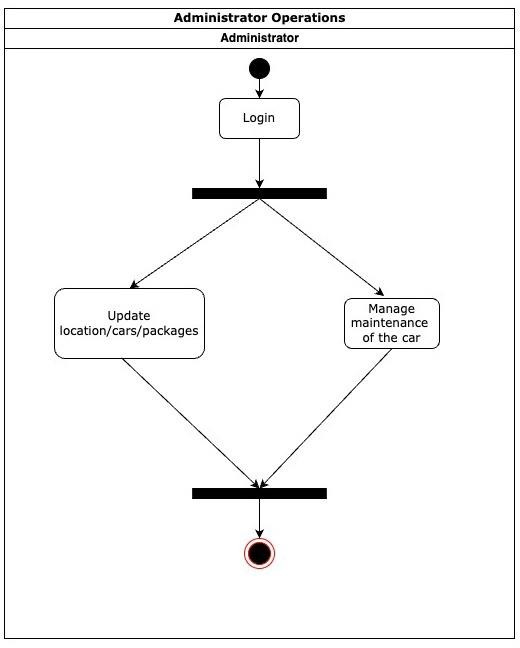 Administrator Operations
Administrator
Login
Update
location/cars/packages
Manage
maintenance
of the car